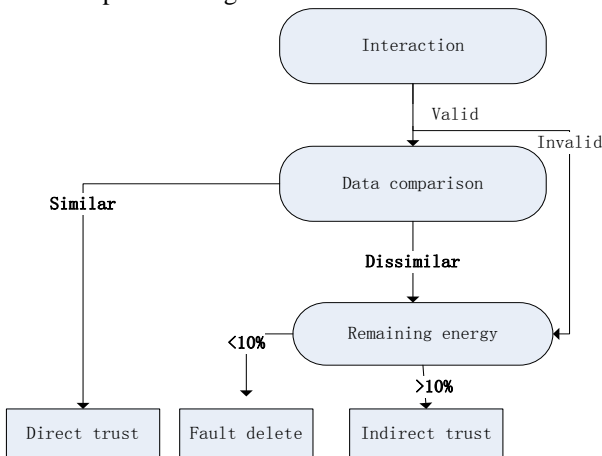 Interaction
Valid
Invalid
Data comparison
Similar
Dissimilar
Remaining energy
<10%
>10%
Direct trust
Fault delete
Indirect trust